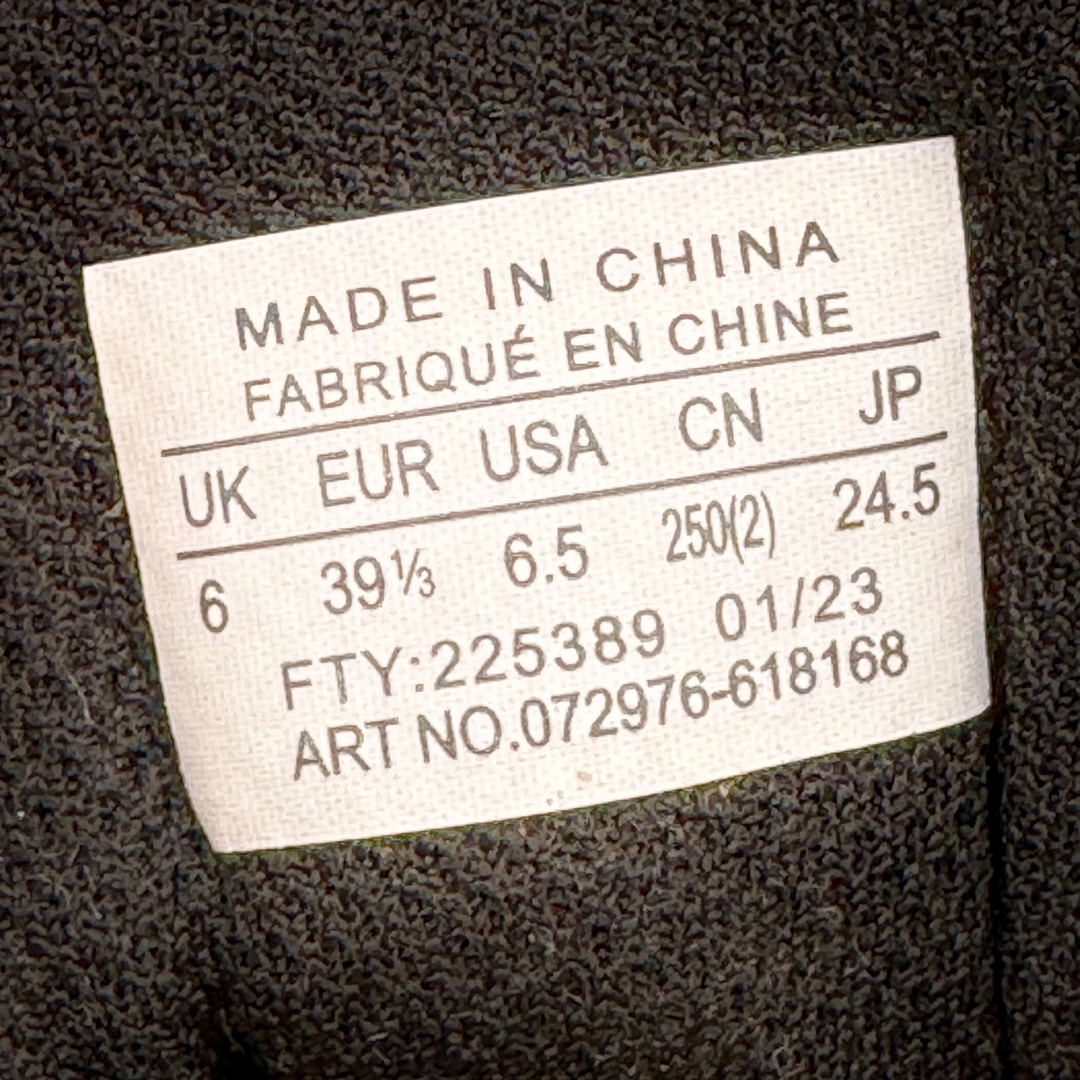 MADE IN CHINA
FABRIQUÉ EN CHINE
UK EUR USA CN JP
6 39⅓ 6.5 250(2) 24.5
FTY:225389 01/23
ART NO.072976-618168